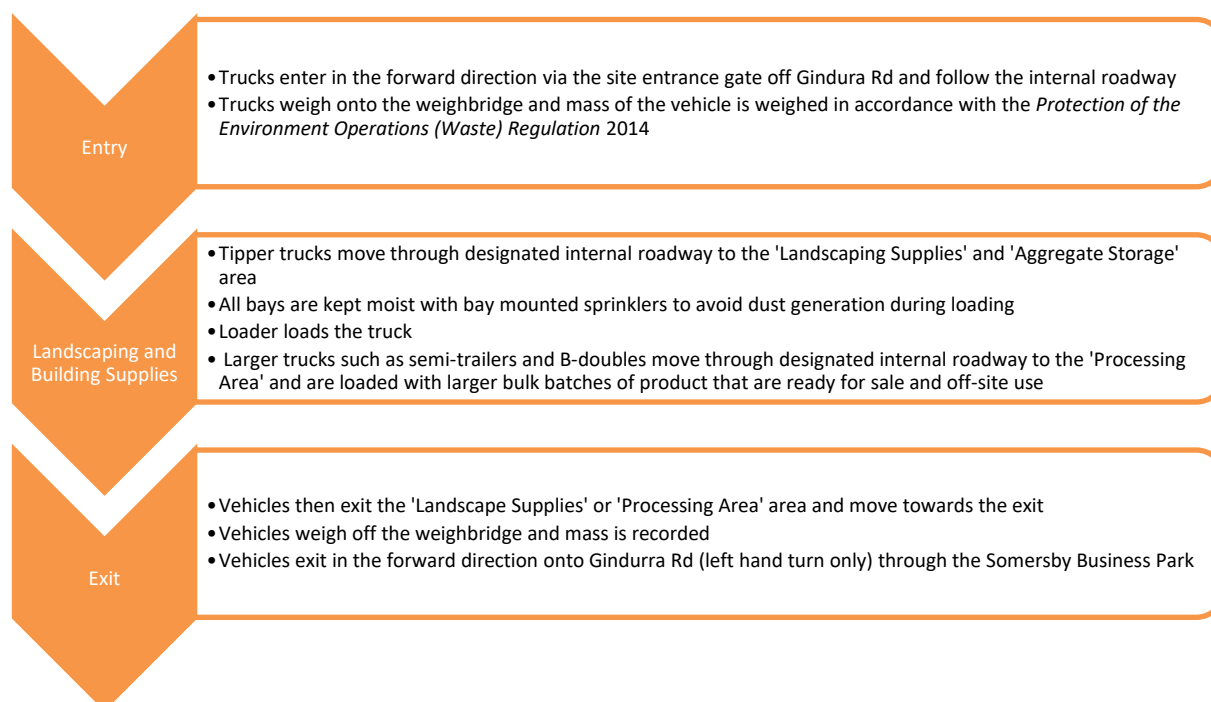 Entry
•Trucks enter in the forward direction via the site entrance gate off Gindura Rd and follow the internal roadway
•Trucks weigh onto the weighbridge and mass of the vehicle is weighed in accordance with the Protection of the
Environment Operations (Waste) Regulation 2014
Landscaping and
Building Supplies
•Tipper trucks move through designated internal roadway to the 'Landscaping Supplies' and 'Aggregate Storage'
area
•All bays are kept moist with bay mounted sprinklers to avoid dust generation during loading
•Loader loads the truck
• Larger trucks such as semi-trailers and B-doubles move through designated internal roadway to the 'Processing
Area' and are loaded with larger bulk batches of product that are ready for sale and off-site use
Exit
•Vehicles then exit the 'Landscape Supplies' or 'Processing Area' area and move towards the exit
•Vehicles weigh off the weighbridge and mass is recorded
•Vehicles exit in the forward direction onto Gindurra Rd (left hand turn only) through the Somersby Business Park